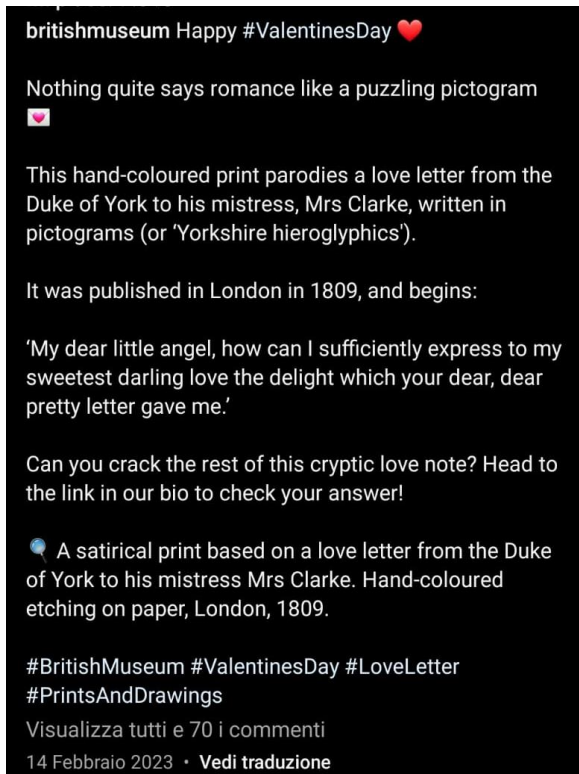 britishmuseum Happy #ValentinesDay ❤️
Nothing quite says romance like a puzzling pictogram
💌
This hand-coloured print parodies a love letter from the
Duke of York to his mistress, Mrs Clarke, written in
pictograms (or ‘Yorkshire hieroglyphics').
It was published in London in 1809, and begins:
‘My dear little angel, how can I sufficiently express to my
sweetest darling love the delight which your dear, dear
pretty letter gave me.’
Can you crack the rest of this cryptic love note? Head to
the link in our bio to check your answer!
🔍 A satirical print based on a love letter from the Duke
of York to his mistress Mrs Clarke. Hand-coloured
etching on paper, London, 1809.
#BritishMuseum #ValentinesDay #LoveLetter
#PrintsAndDrawings
Visualizza tutti e 70 i commenti
14 Febbraio 2023 • Vedi traduzione